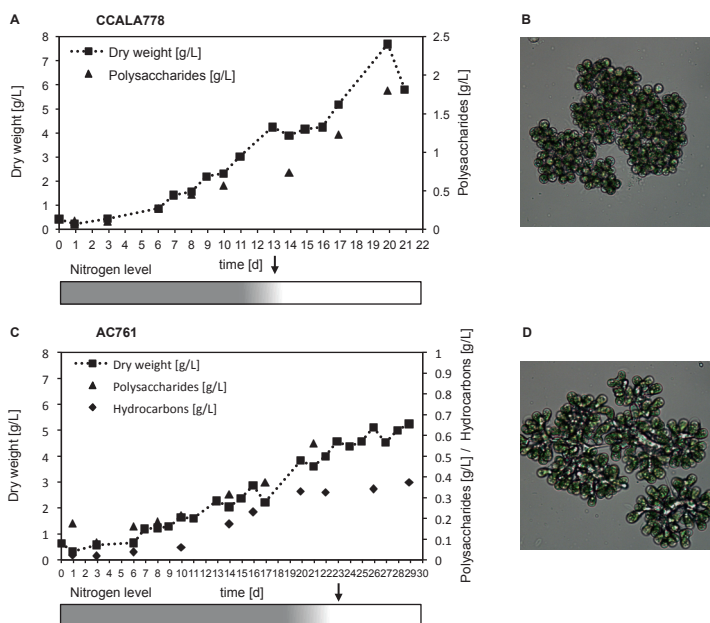 A CCALA778
Dry weight [g/L]
Polysaccharides [g/L]
Dry weight [g/L]
8
7
6
5
4
3
2
1
0
Polysaccharides [g/L]
2.5
2
1.5
1
0.5
0
0 1 2 3 4 5 6 7 8 9 10 11 12 13 14 15 16 17 18 19 20 21 22
Nitrogen level time [d]
B
C AC761
Dry weight [g/L]
Polysaccharides [g/L]
Hydrocarbons [g/L]
Dry weight [g/L]
8
7
6
5
4
3
2
1
0
Polysaccharides [g/L] / Hydrocarbons [g/L]
1
0.9
0.8
0.7
0.6
0.5
0.4
0.3
0.2
0.1
0
0 1 2 3 4 5 6 7 8 9 10 11 12 13 14 15 16 17 18 19 20 21 22 23 24 25 26 27 28 29 30
Nitrogen level time [d]
D